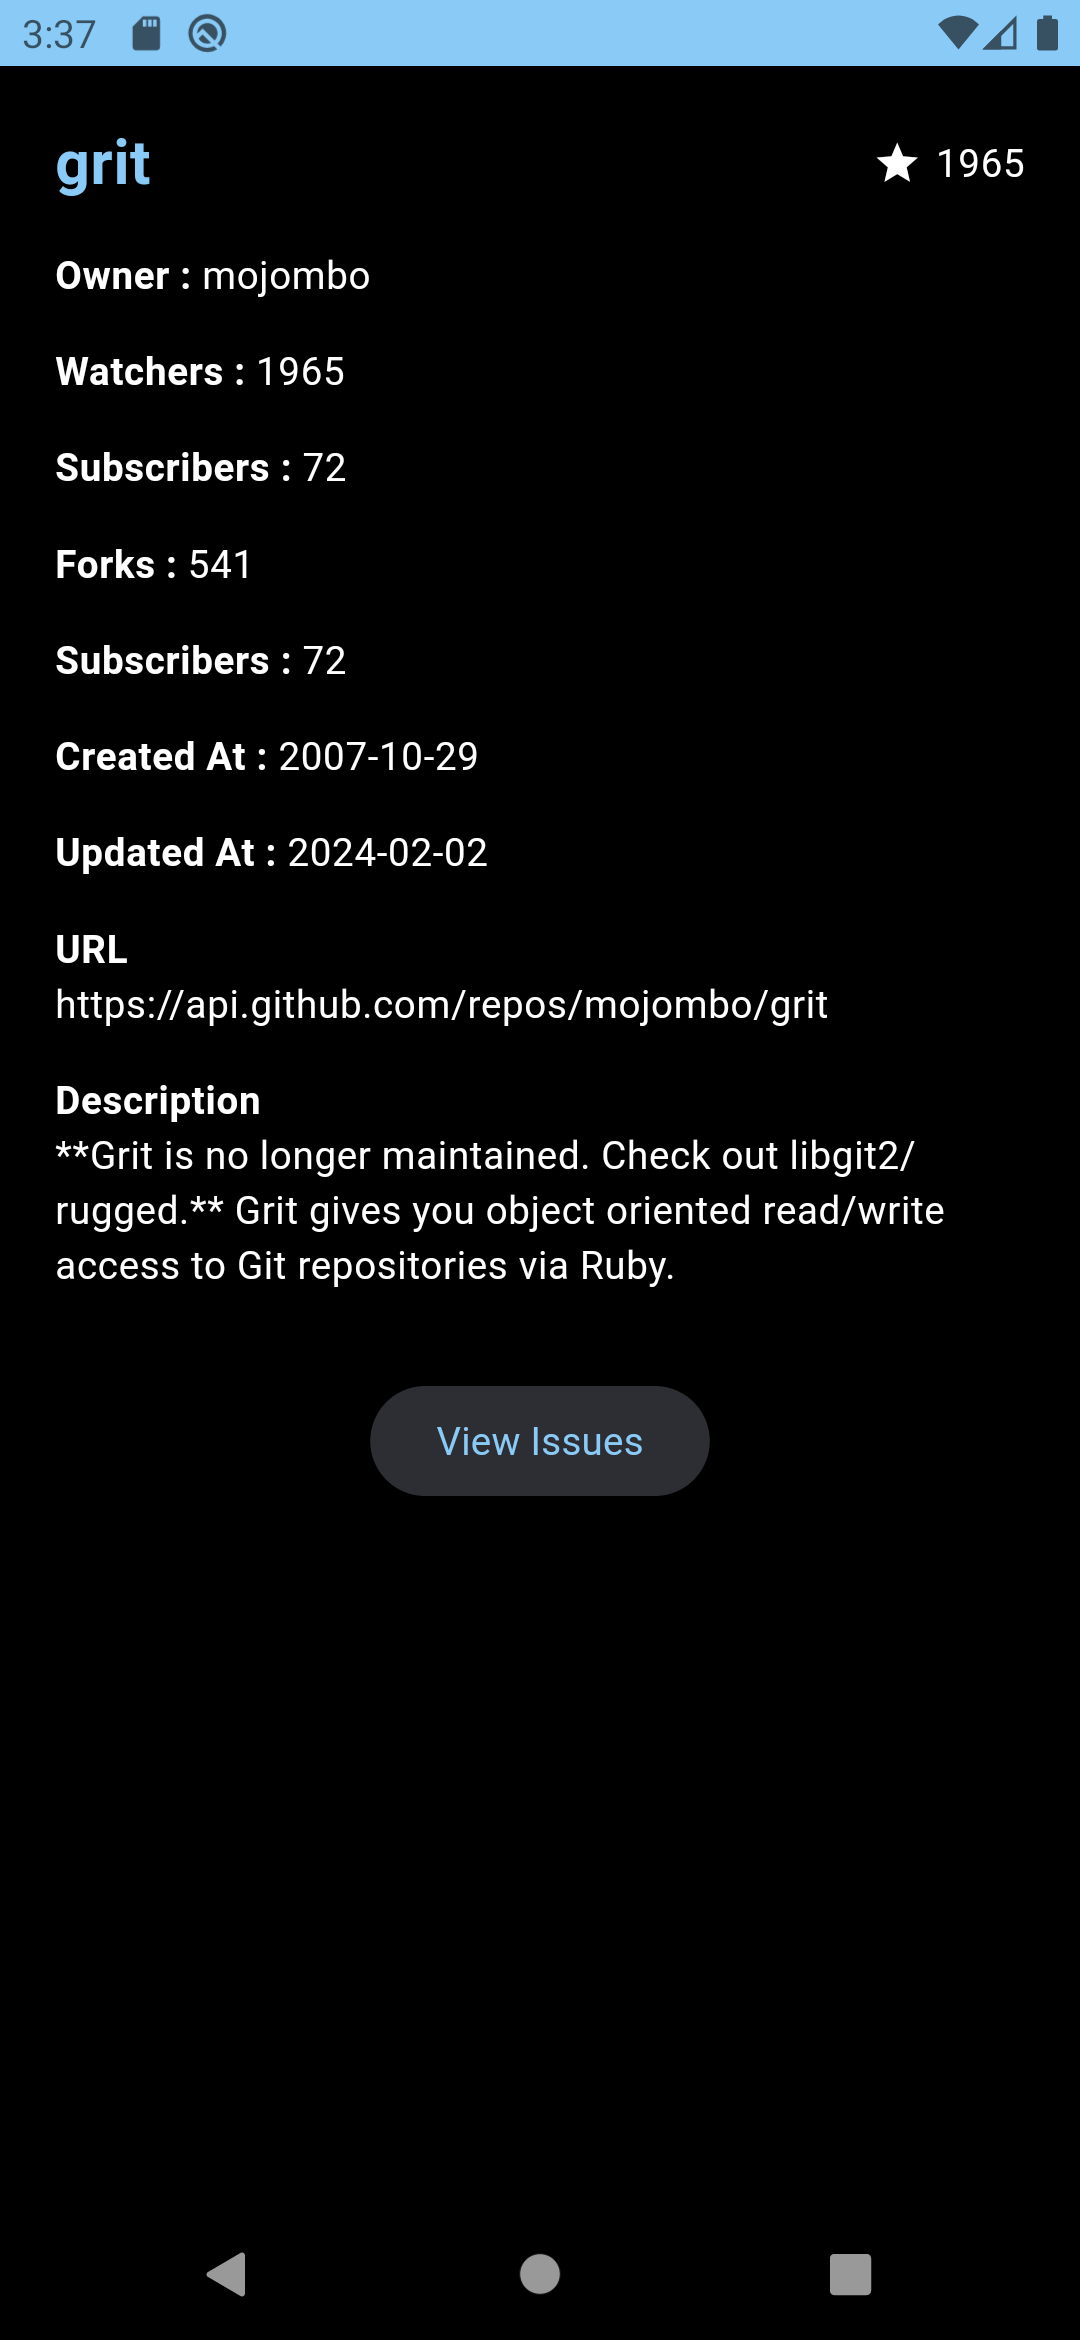 3:37
grit
1965
Owner : mojombo
Watchers : 1965
Subscribers : 72
Forks : 541
Subscribers : 72
Created At : 2007-10-29
Updated At : 2024-02-02
URL
https://api.github.com/repos/mojombo/grit
Description
**Grit is no longer maintained. Check out libgit2/
rugged.** Grit gives you object oriented read/write
access to Git repositories via Ruby.
View Issues